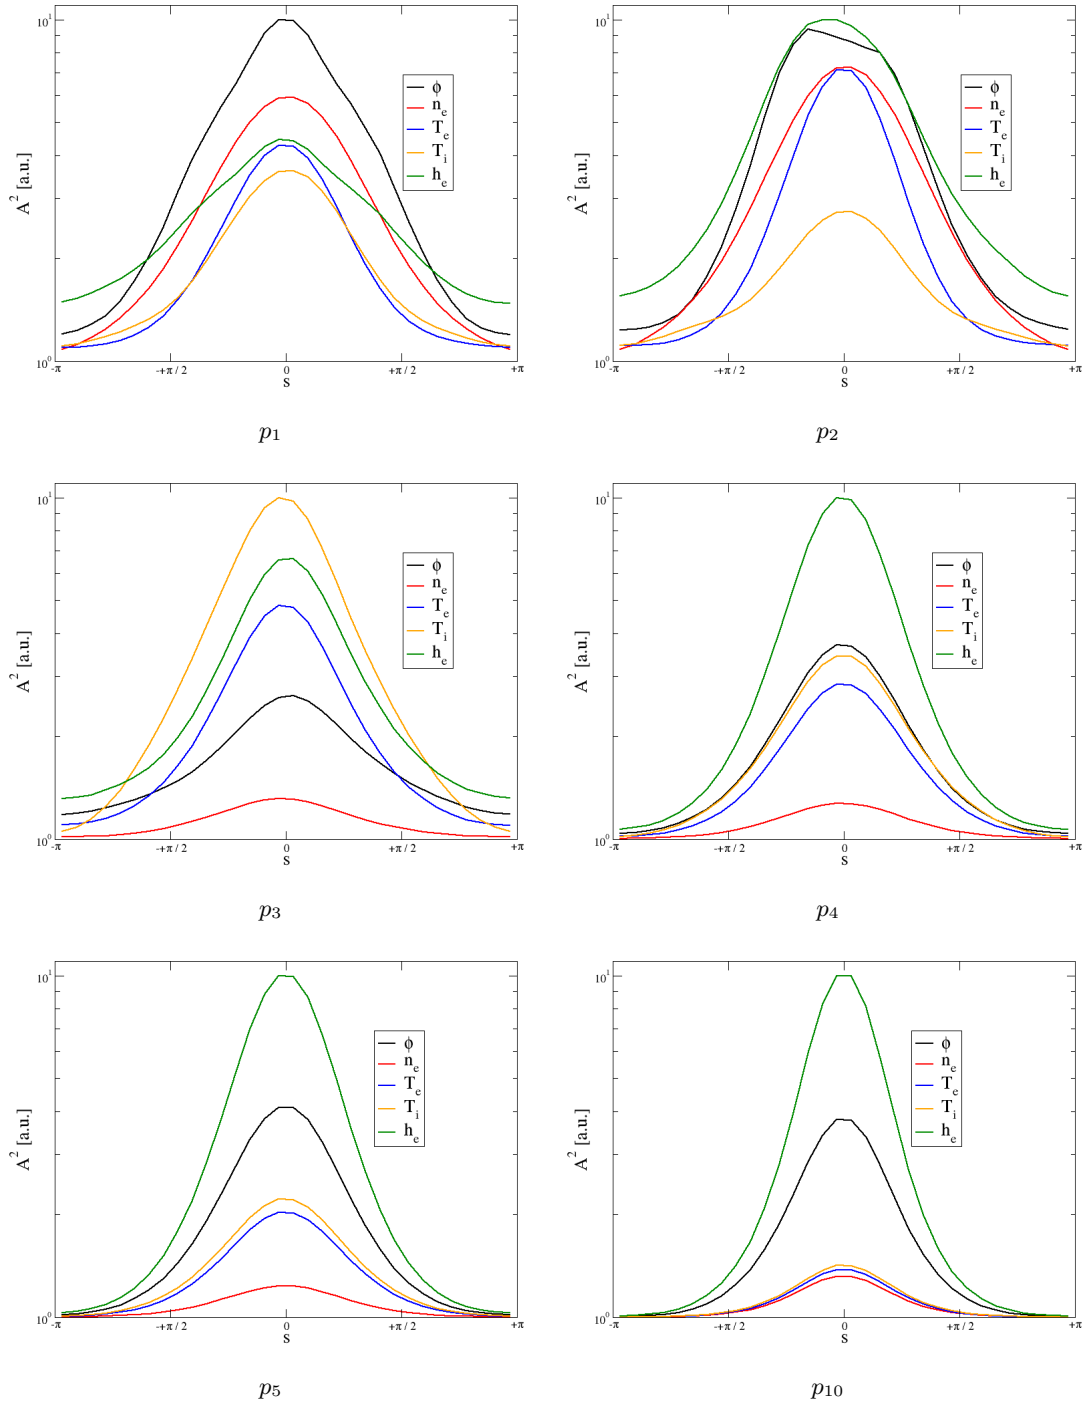 10¹
A² [a.u.]
10⁰
-π
-+π / 2
0
+π / 2
+π
s
ϕ
nₑ
Tₑ
Tᵢ
hₑ
p₁
10¹
A² [a.u.]
10⁰
-π
-+π / 2
0
+π / 2
+π
s
ϕ
nₑ
Tₑ
Tᵢ
hₑ
p₂
10¹
A² [a.u.]
10⁰
-π
-+π / 2
0
+π / 2
+π
s
ϕ
nₑ
Tₑ
Tᵢ
hₑ
p₃
10¹
A² [a.u.]
10⁰
-π
-+π / 2
0
+π / 2
+π
s
ϕ
nₑ
Tₑ
Tᵢ
hₑ
p₄
10¹
A² [a.u.]
10⁰
-π
-+π / 2
0
+π / 2
+π
s
ϕ
nₑ
Tₑ
Tᵢ
hₑ
p₅
10¹
A² [a.u.]
10⁰
-π
-+π / 2
0
+π / 2
+π
s
ϕ
nₑ
Tₑ
Tᵢ
hₑ
p₁₀